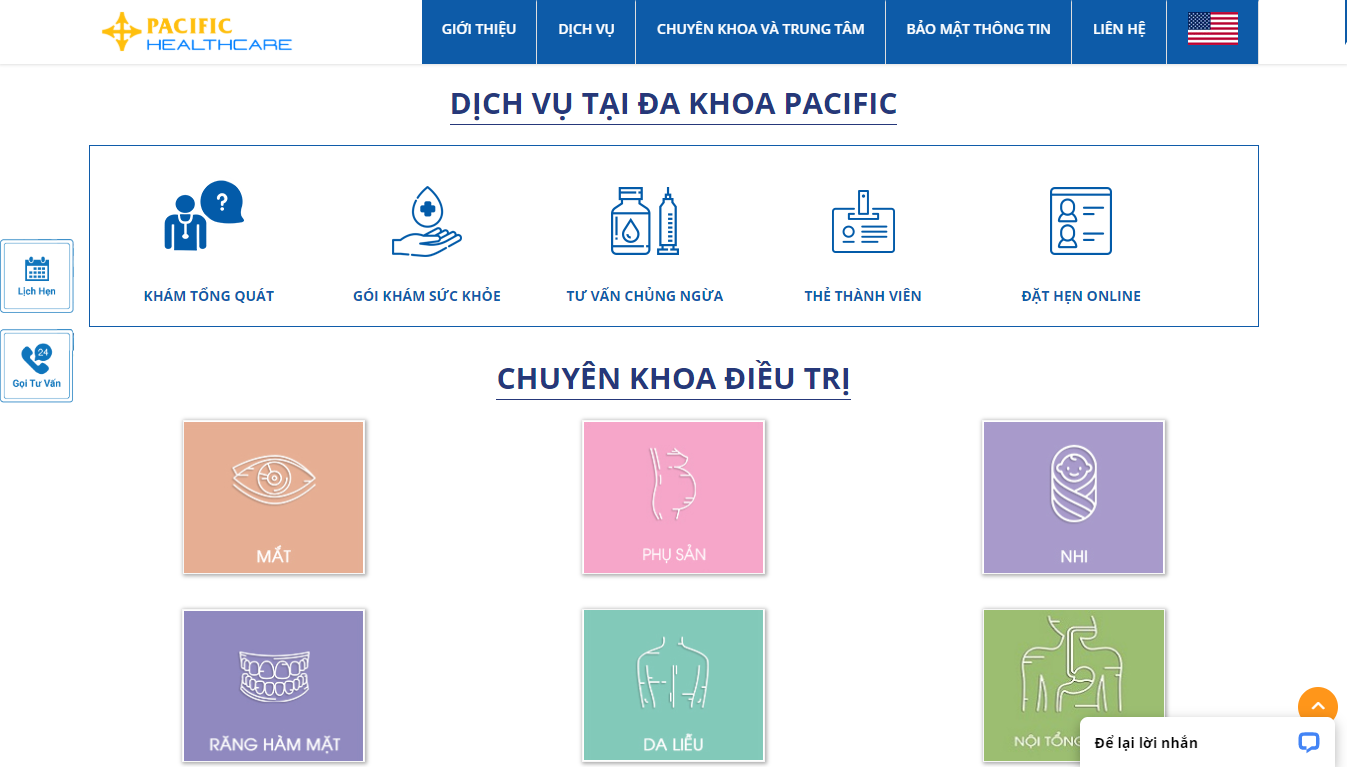 PACIFIC
HEALTHCARE
GIỚI THIỆU
DỊCH VỤ
CHUYÊN KHOA VÀ TRUNG TÂM
BẢO MẬT THÔNG TIN
LIÊN HỆ
DỊCH VỤ TẠI ĐA KHOA PACIFIC
?
KHÁM TỔNG QUÁT
GÓI KHÁM SỨC KHỎE
TƯ VẤN CHỦNG NGỪA
THẺ THÀNH VIÊN
ĐẶT HẸN ONLINE
Lịch Hẹn
24
Gọi Tư Vấn
CHUYÊN KHOA ĐIỀU TRỊ
MẮT
PHỤ SẢN
NHI
RĂNG HÀM MẶT
DA LIỄU
NỘI TỔNG
Để lại lời nhắn